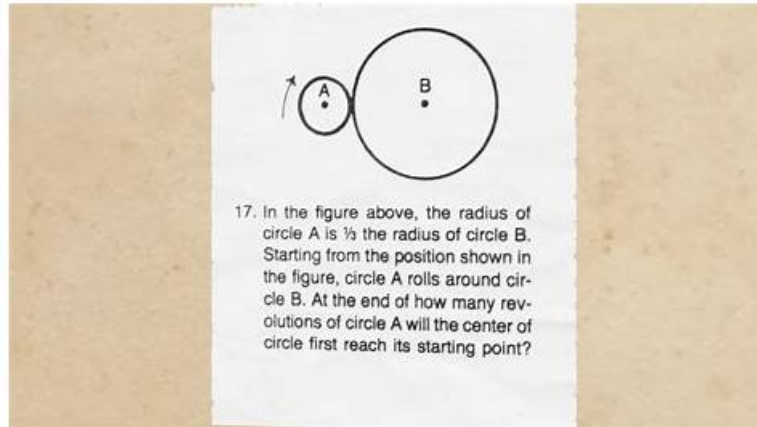 A
B
17. In the figure above, the radius of
circle A is ⅓ the radius of circle B.
Starting from the position shown in
the figure, circle A rolls around cir-
cle B. At the end of how many rev-
olutions of circle A will the center of
circle first reach its starting point?